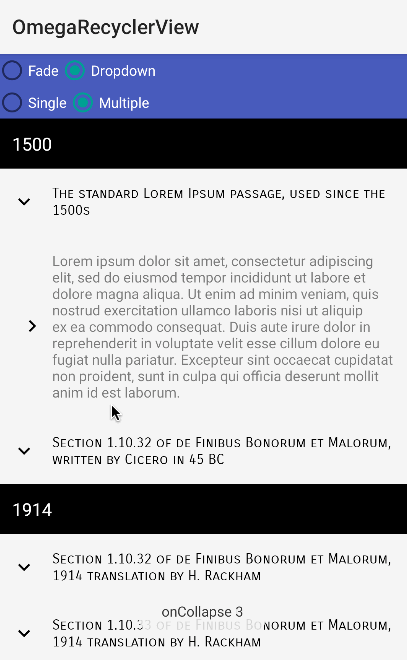 OmegaRecyclerView
Fade Dropdown
Single Multiple
1500
The standard Lorem Ipsum passage, used since the
1500s
Lorem ipsum dolor sit amet, consectetur adipiscing
elit, sed do eiusmod tempor incididunt ut labore et
dolore magna aliqua. Ut enim ad minim veniam, quis
nostrud exercitation ullamco laboris nisi ut aliquip
ex ea commodo consequat. Duis aute irure dolor in
reprehenderit in voluptate velit esse cillum dolore eu
fugiat nulla pariatur. Excepteur sint occaecat cupidatat
non proident, sunt in culpa qui officia deserunt mollit
anim id est laborum.
Section 1.10.32 of de Finibus Bonorum et Malorum,
written by Cicero in 45 BC
1914
Section 1.10.32 of de Finibus Bonorum et Malorum,
1914 translation by H. Rackham
onCollapse 3
Section 1.10.33 of de Finibus Bonorum et Malorum,
1914 translation by H. Rackham